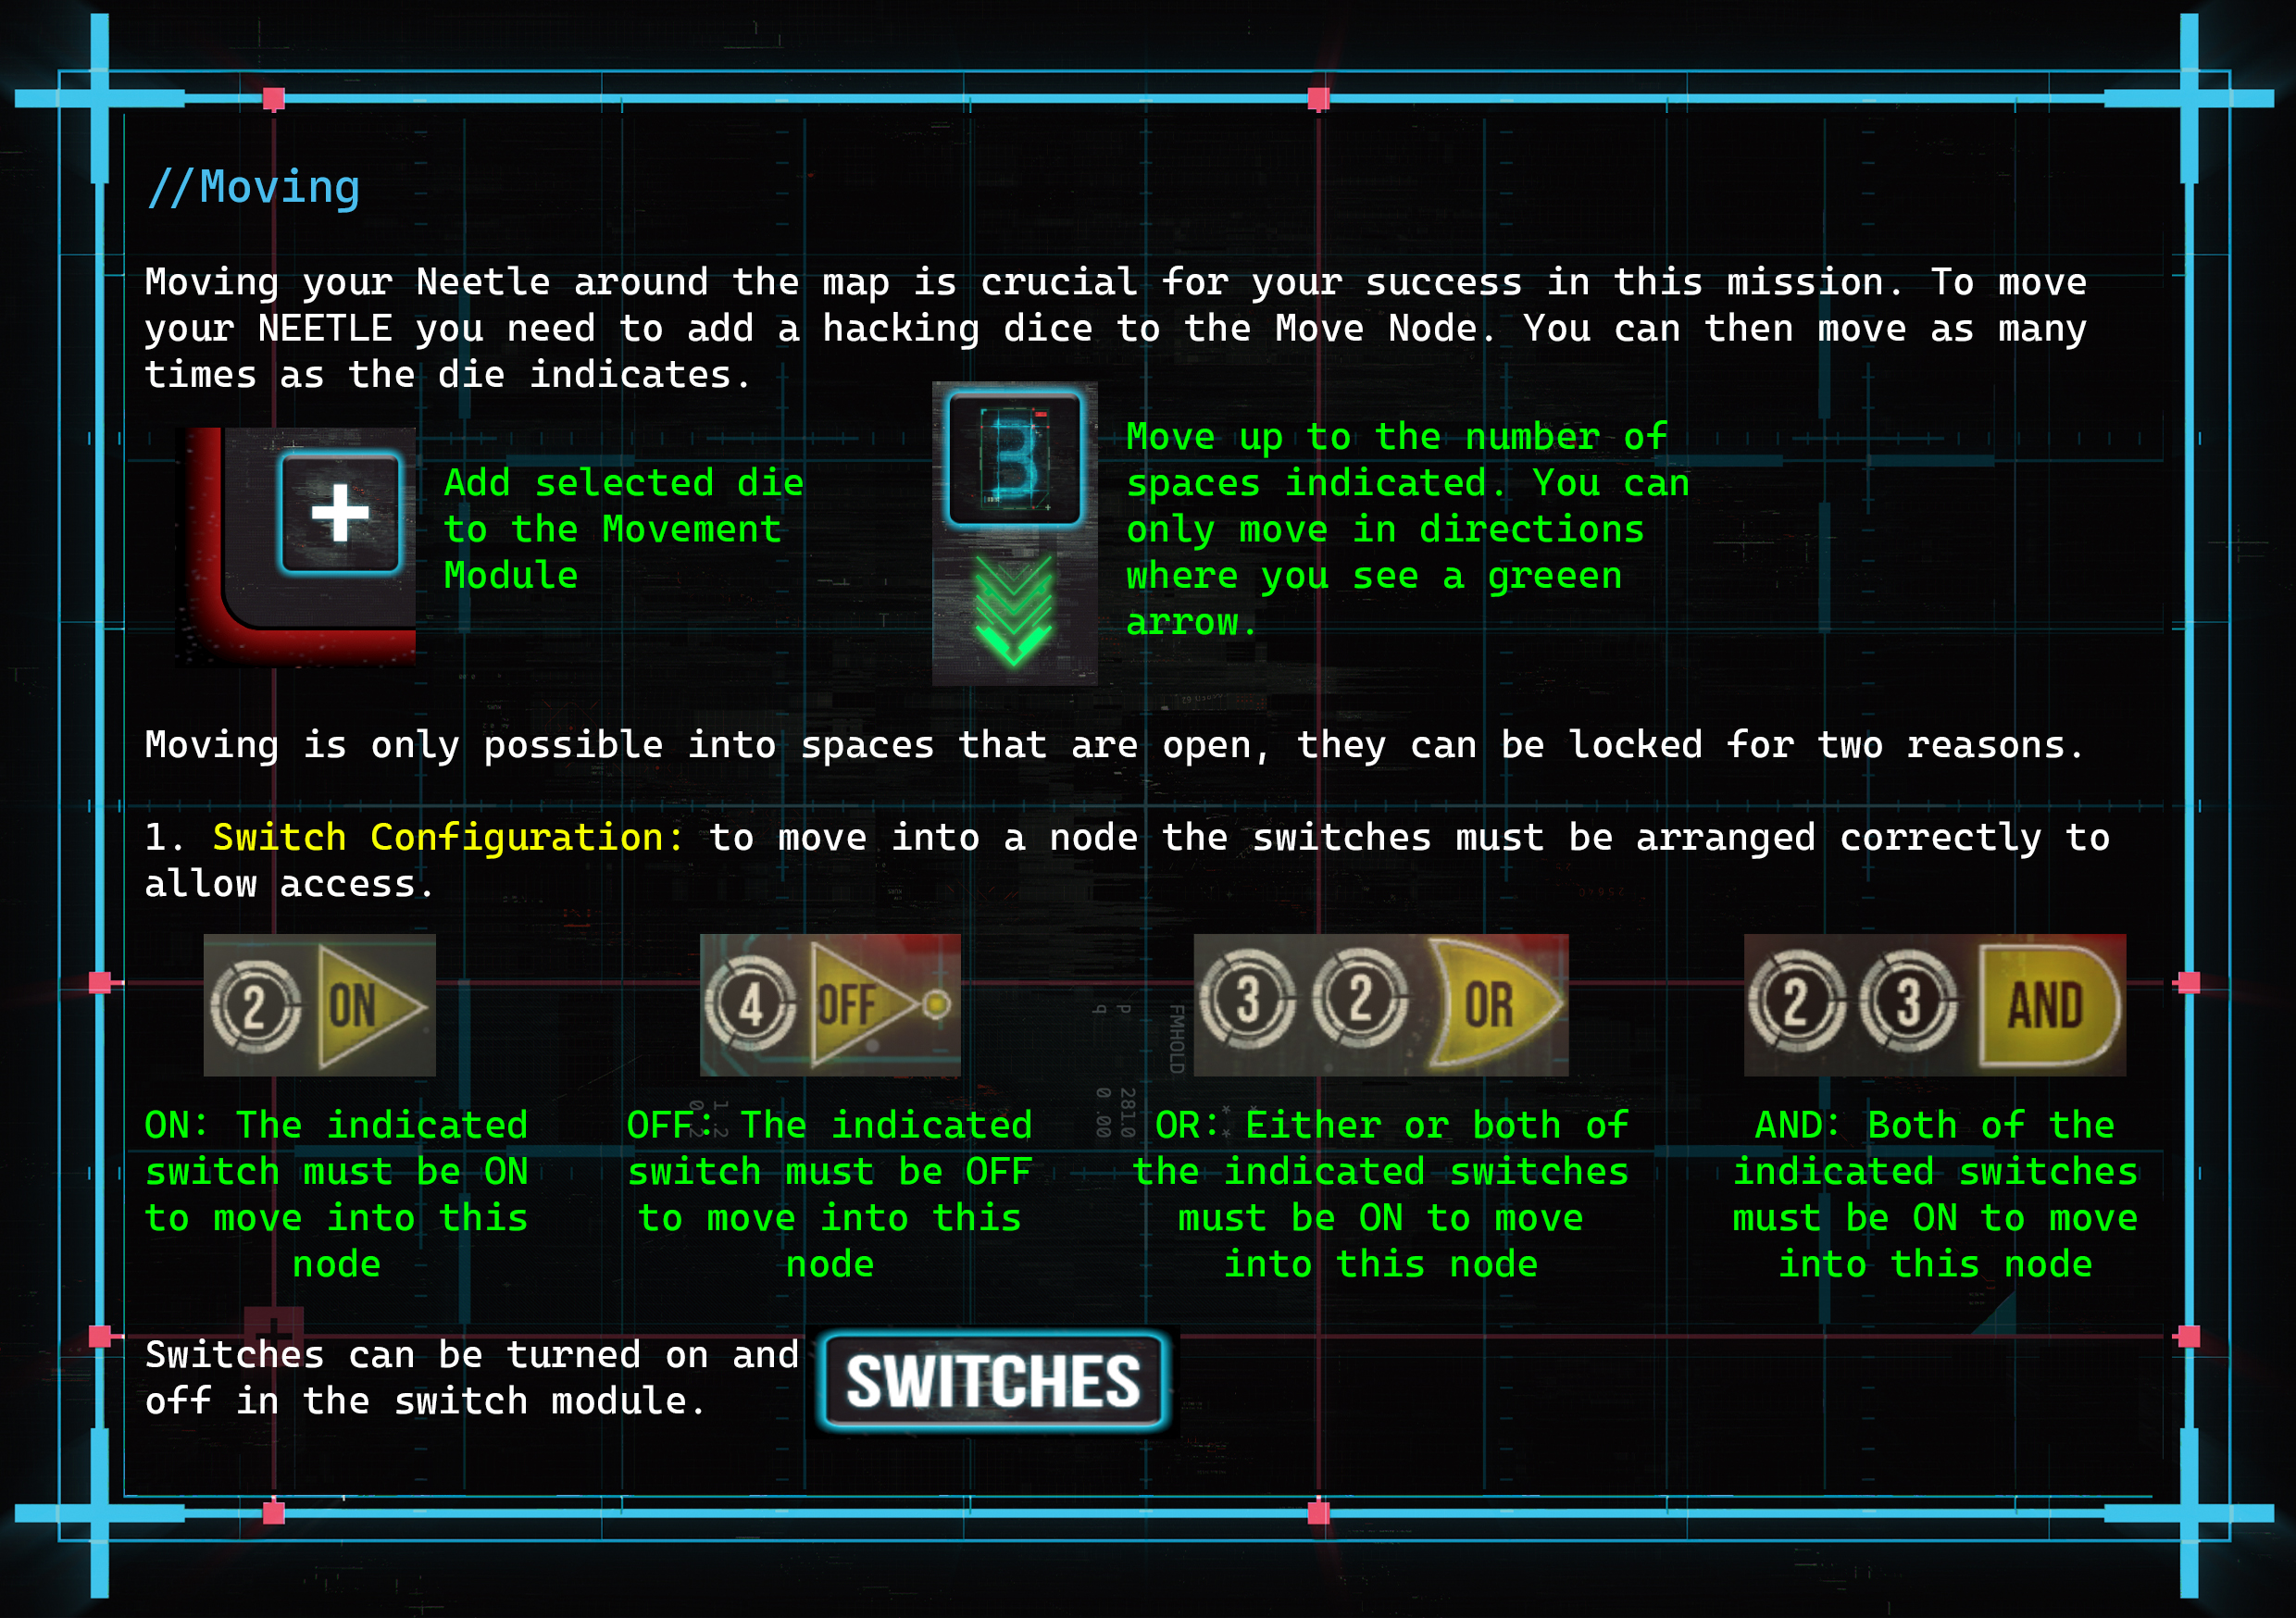 //Moving
Moving your Neetle around the map is crucial for your success in this mission. To move
your NEETLE you need to add a hacking dice to the Move Node. You can then move as many
times as the die indicates.
+
Add selected die
to the Movement
Module
3
Move up to the number of
spaces indicated. You can
only move in directions
where you see a greeen
arrow.
Moving is only possible into spaces that are open, they can be locked for two reasons.
1. Switch Configuration: to move into a node the switches must be arranged correctly to
allow access.
2 ON
4 OFF
3 2 OR
2 3 AND
ON: The indicated
switch must be ON
to move into this
node
OFF: The indicated
switch must be OFF
to move into this
node
OR: Either or both of
the indicated switches
must be ON to move
into this node
AND: Both of the
indicated switches
must be ON to move
into this node
Switches can be turned on and
off in the switch module.
SWITCHES
FMHOLD
281.0
0.00
1.2
0.2